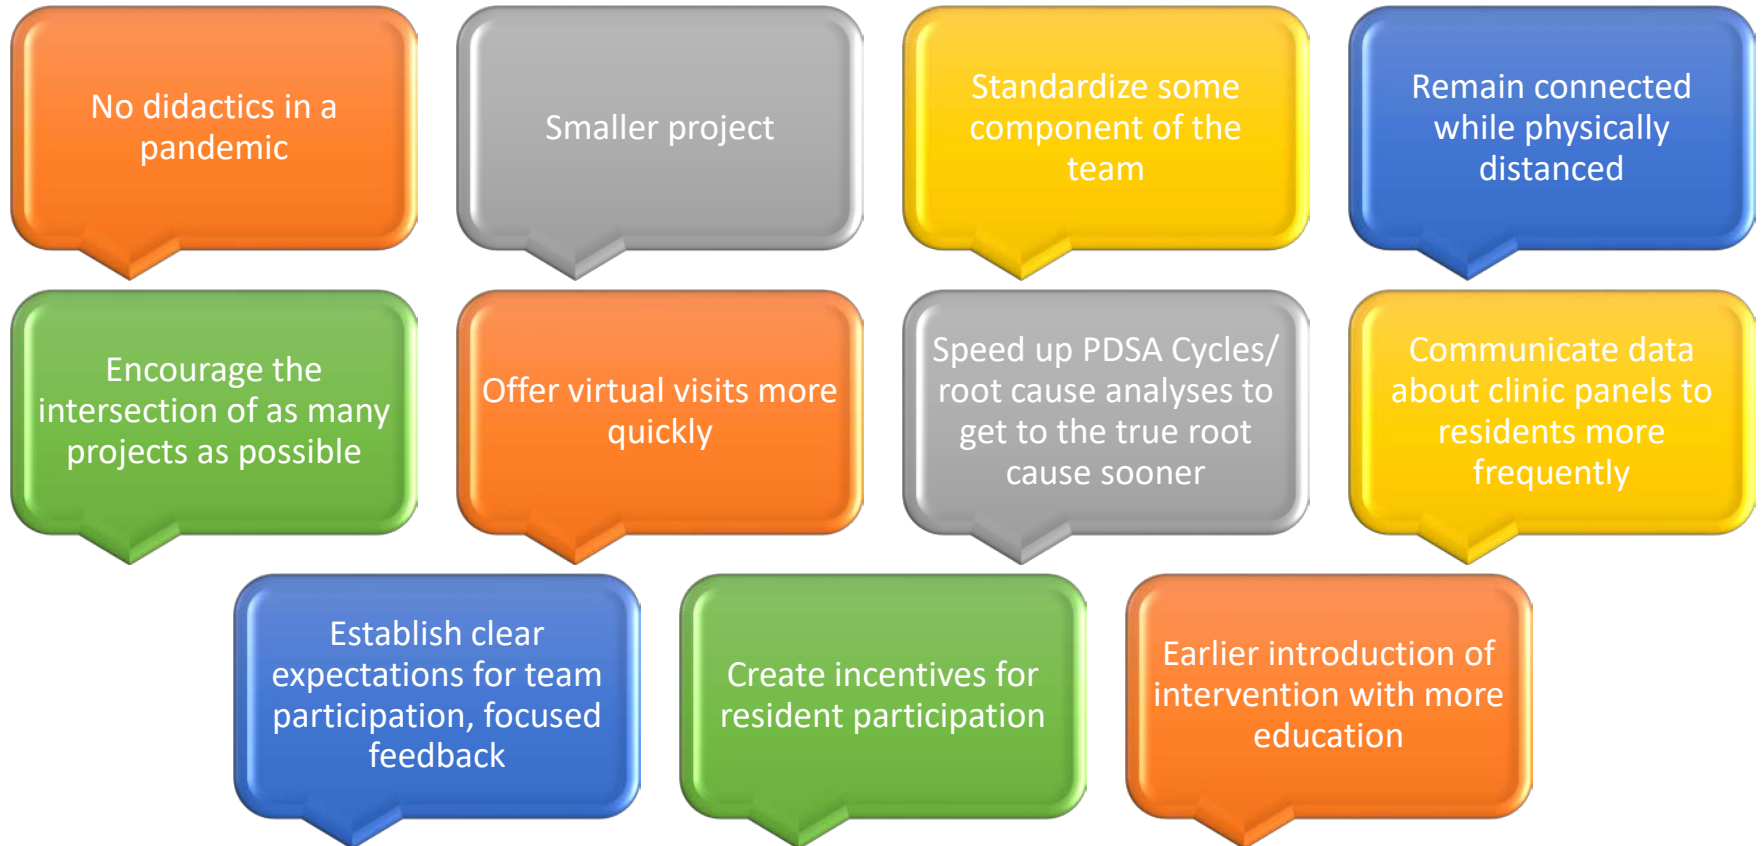 No didactics in a
pandemic
Smaller project
Standardize some
component of the
team
Remain connected
while physically
distanced
Encourage the
intersection of as many
projects as possible
Offer virtual visits more
quickly
Speed up PDSA Cycles/
root cause analyses to
get to the true root
cause sooner
Communicate data
about clinic panels to
residents more
frequently
Establish clear
expectations for team
participation, focused
feedback
Create incentives for
resident participation
Earlier introduction of
intervention with more
education